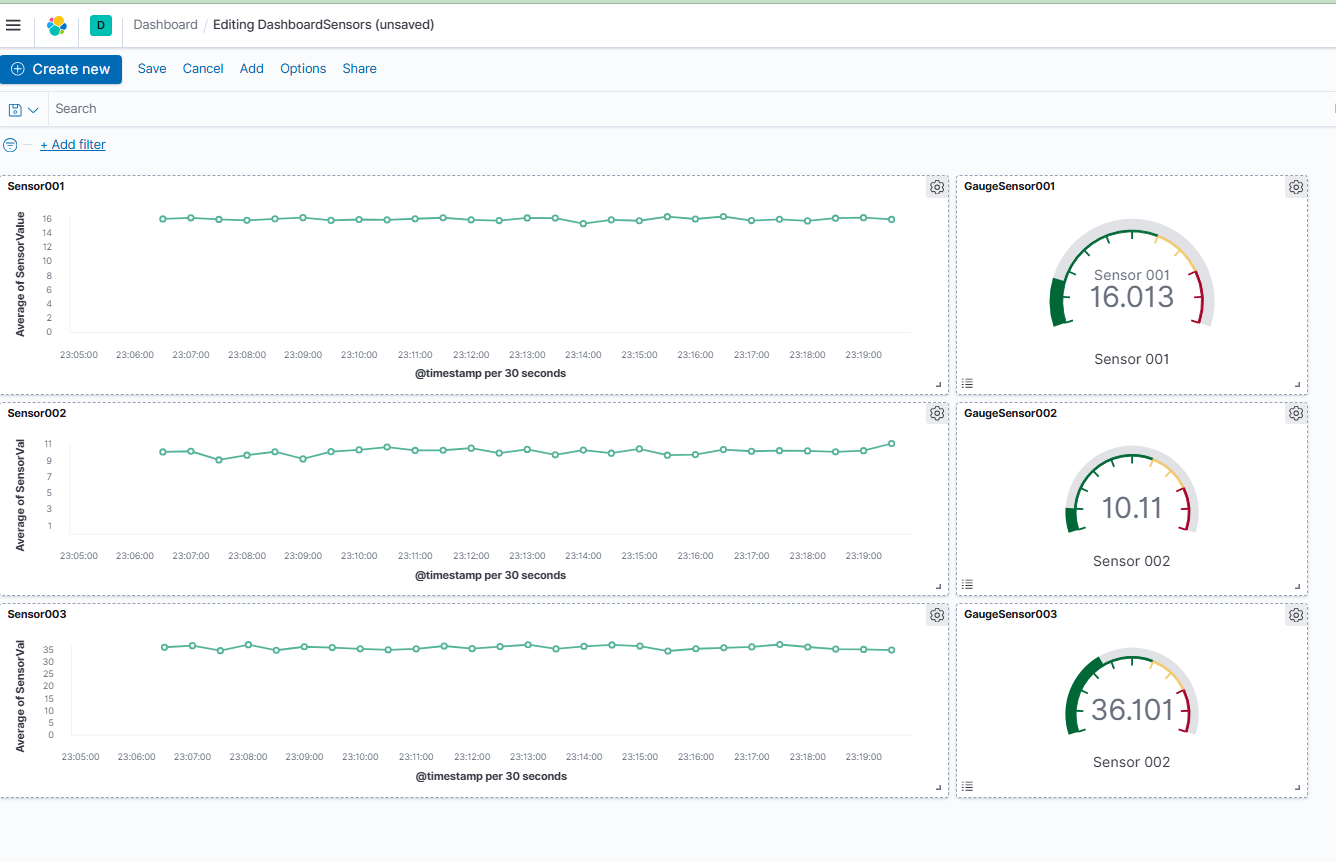 D Dashboard / Editing DashboardSensors (unsaved)
Create new Save Cancel Add Options Share
Search
+ Add filter
Sensor001
Average of SensorValue
16
14
12
10
8
6
4
2
0
23:05:00 23:06:00 23:07:00 23:08:00 23:09:00 23:10:00 23:11:00 23:12:00 23:13:00 23:14:00 23:15:00 23:16:00 23:17:00 23:18:00 23:19:00
@timestamp per 30 seconds
GaugeSensor001
Sensor 001
16.013
Sensor 001
Sensor002
Average of SensorVal
11
9
7
5
3
1
23:05:00 23:06:00 23:07:00 23:08:00 23:09:00 23:10:00 23:11:00 23:12:00 23:13:00 23:14:00 23:15:00 23:16:00 23:17:00 23:18:00 23:19:00
@timestamp per 30 seconds
GaugeSensor002
10.11
Sensor 002
Sensor003
Average of SensorVal
35
30
25
20
15
10
5
0
23:05:00 23:06:00 23:07:00 23:08:00 23:09:00 23:10:00 23:11:00 23:12:00 23:13:00 23:14:00 23:15:00 23:16:00 23:17:00 23:18:00 23:19:00
@timestamp per 30 seconds
GaugeSensor003
36.101
Sensor 002